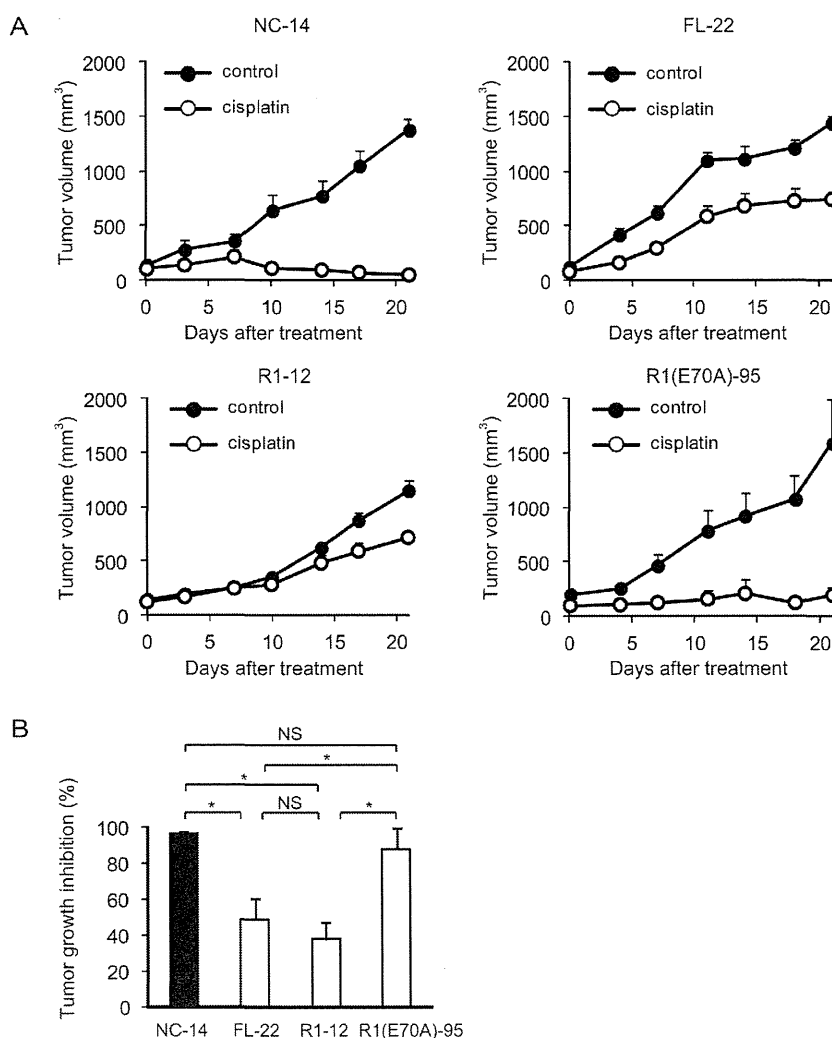 A
NC-14
Tumor volume (mm³)
2000
1500
1000
500
0
control
cisplatin
0 5 10 15 20
Days after treatment
FL-22
Tumor volume (mm³)
2000
1500
1000
500
0
control
cisplatin
0 5 10 15 20
Days after treatment
R1-12
Tumor volume (mm³)
2000
1500
1000
500
0
control
cisplatin
0 5 10 15 20
Days after treatment
R1(E70A)-95
Tumor volume (mm³)
2000
1500
1000
500
0
control
cisplatin
0 5 10 15 20
Days after treatment
B
Tumor growth inhibition (%)
NS
*
*
* NS *
100
80
60
40
20
0
NC-14 FL-22 R1-12 R1(E70A)-95